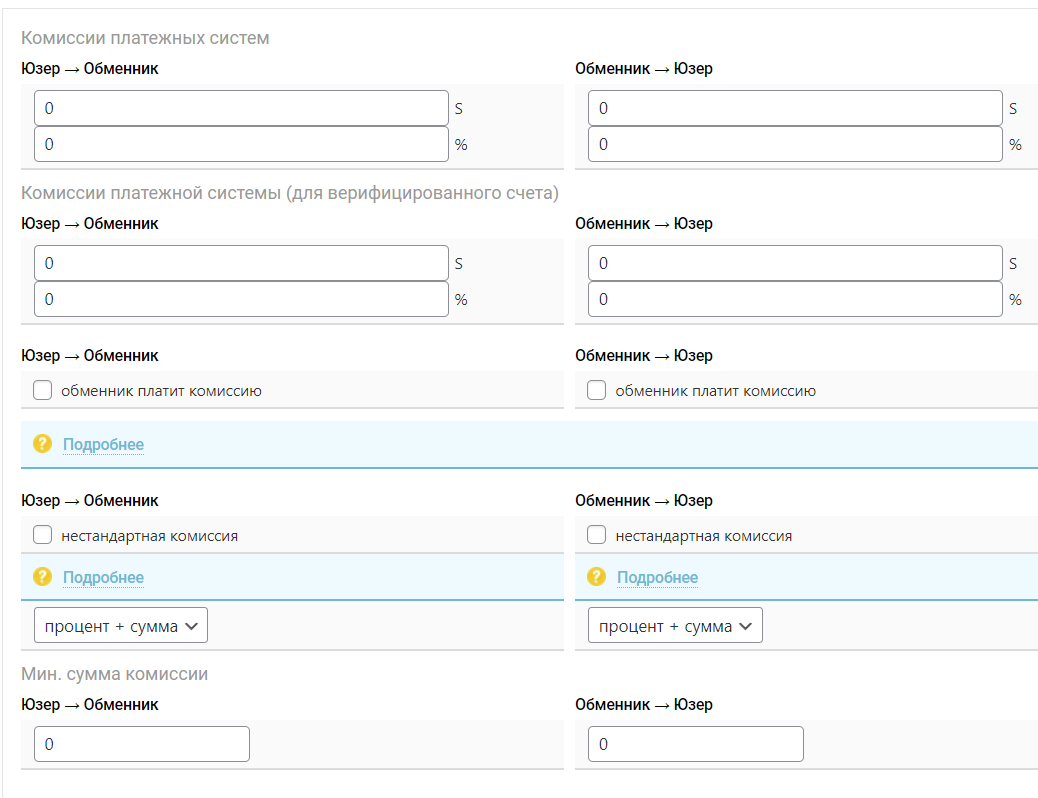 Комиссии платежных систем
Юзер → Обменник Обменник → Юзер
0 S 0 S
0 % 0 %
Комиссии платежной системы (для верифицированного счета)
Юзер → Обменник Обменник → Юзер
0 S 0 S
0 % 0 %
Юзер → Обменник Обменник → Юзер
обменник платит комиссию обменник платит комиссию
? Подробнее
Юзер → Обменник Обменник → Юзер
нестандартная комиссия нестандартная комиссия
? Подробнее ? Подробнее
процент + сумма процент + сумма
Мин. сумма комиссии
Юзер → Обменник Обменник → Юзер
0 0